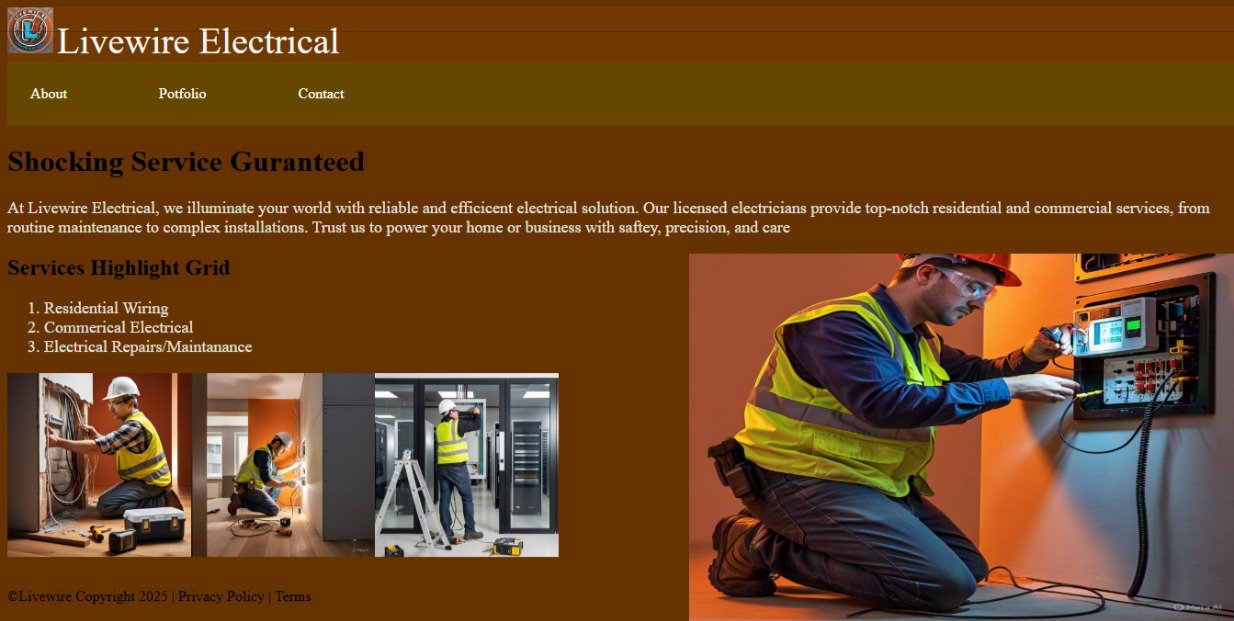 Livewire Electrical
About Potfolio Contact
Shocking Service Guranteed
At Livewire Electrical, we illuminate your world with reliable and efficicent electrical solution. Our licensed electricians provide top-notch residential and commercial services, from
routine maintenance to complex installations. Trust us to power your home or business with saftey, precision, and care
Services Highlight Grid
1. Residential Wiring
2. Commerical Electrical
3. Electrical Repairs/Maintanance
©Livewire Copyright 2025 | Privacy Policy | Terms
Meta AI